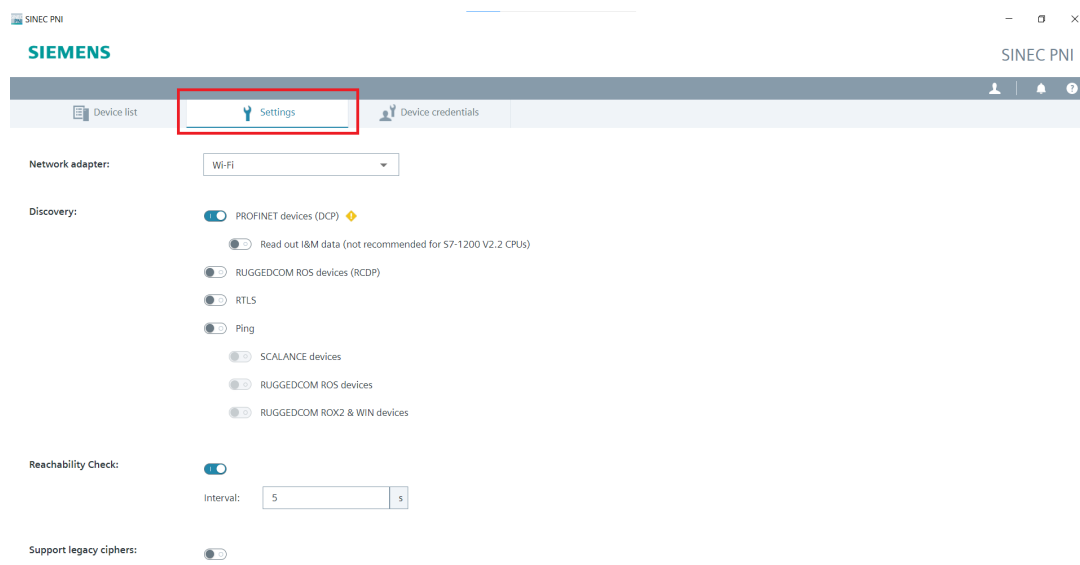 SINEC PNI
SIEMENS
SINEC PNI
Device list
Settings
Device credentials
Network adapter:
Wi-Fi
Discovery:
PROFINET devices (DCP)
Read out I&M data (not recommended for S7-1200 V2.2 CPUs)
RUGGEDCOM ROS devices (RCDP)
RTLS
Ping
SCALANCE devices
RUGGEDCOM ROS devices
RUGGEDCOM ROX2 & WIN devices
Reachability Check:
Interval: 5 s
Support legacy ciphers: